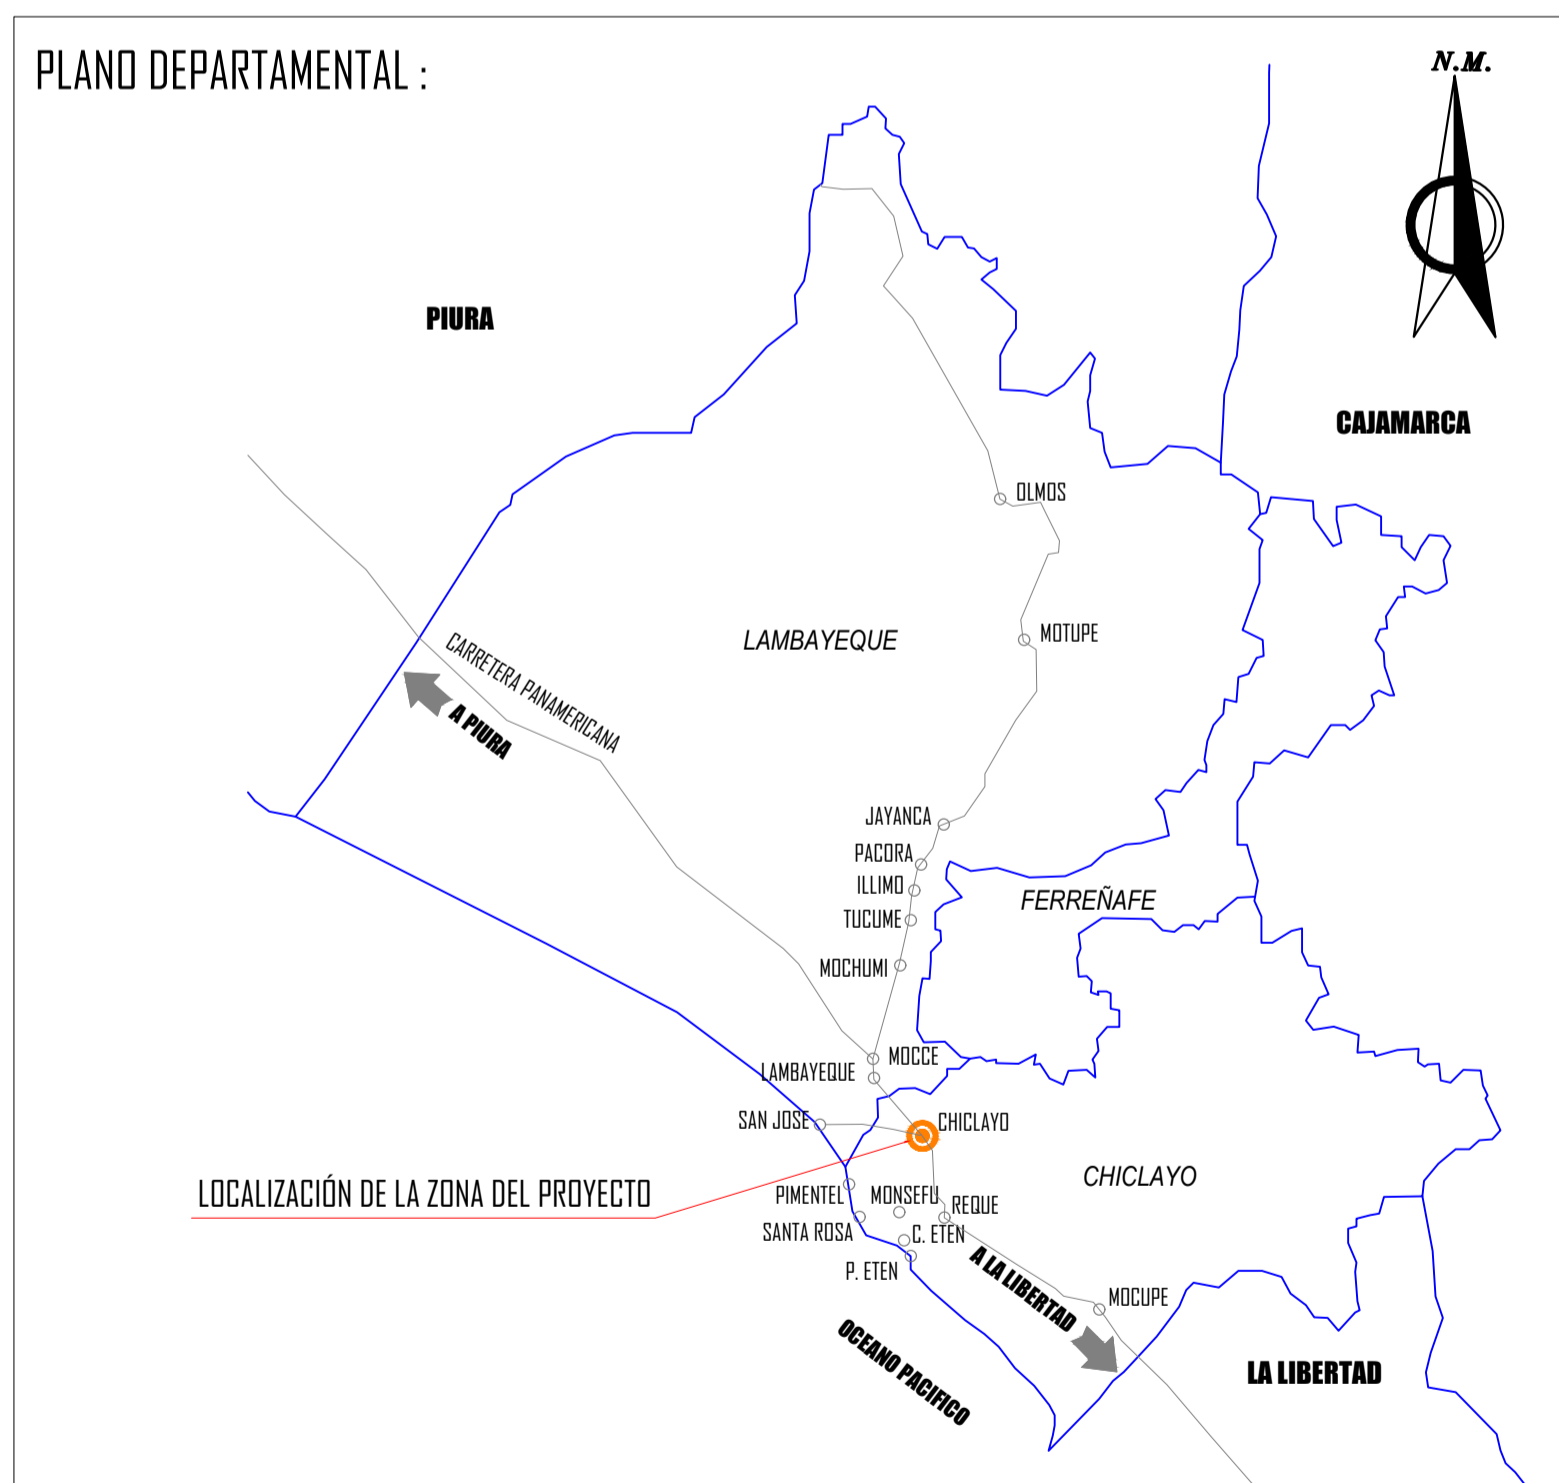 PLANO DEPARTAMENTAL :
N.M.
PIURA
CAJAMARCA
OLMOS
LAMBAYEQUE
MOTUPE
CARRETERA PANAMERICANA
A PIURA
JAYANCA
PACORA
ILLIMO
FERREÑAFE
TUCUME
MOCHUMI
MOCCE
LAMBAYEQUE
SAN JOSE
CHICLAYO
CHICLAYO
LOCALIZACIÓN DE LA ZONA DEL PROYECTO
PIMENTEL
MONSEFU
REQUE
SANTA ROSA
C. ETEN
P. ETEN
A LA LIBERTAD
MOCUPE
OCEANO PACIFICO
LA LIBERTAD